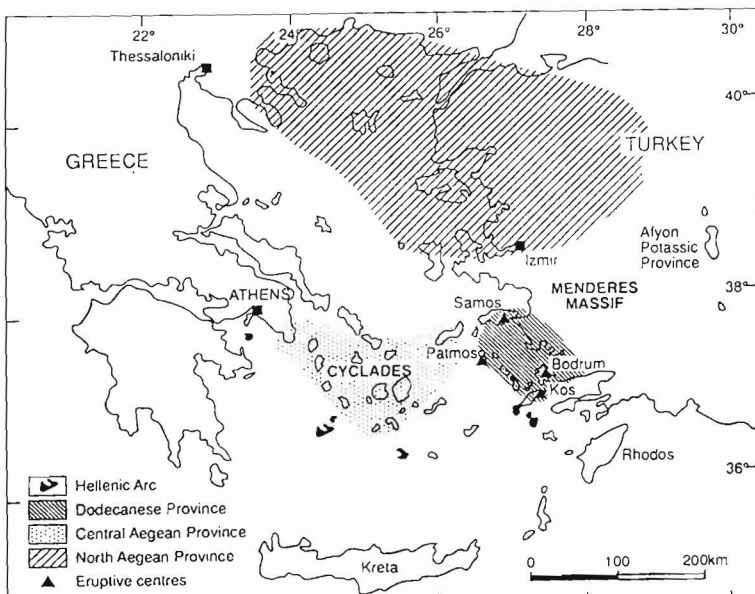 22° 24° 26° 28° 30°
Thessaloniki
40°
GREECE
TURKEY
Izmir
Afyon
Potassic
Province
38°
MENDERES
MASSIF
ATHENS
Samos
CYCLADES
Patmos
Bodrum
Kos
Rhodos
36°
Hellenic Arc
Dodecanese Province
Central Aegean Province
North Aegean Province
Eruptive centres
Kreta
0 100 200km